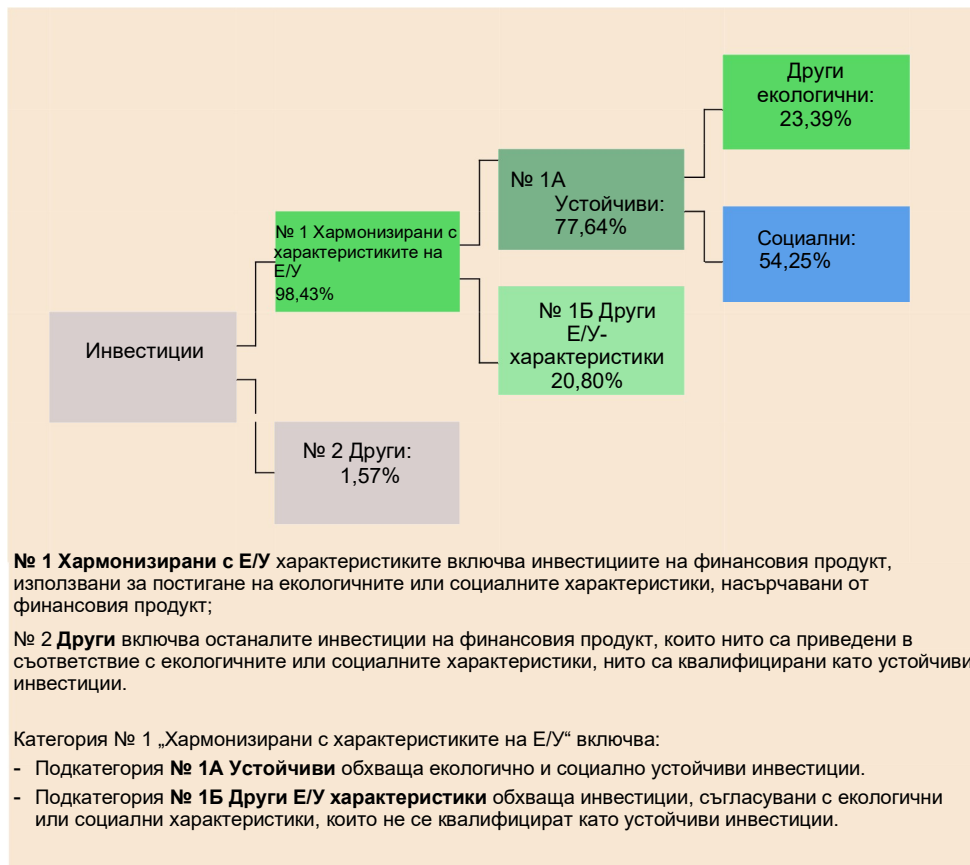 Други
екологични:
23,39%
№ 1А
Устойчиви:
77,64%
№ 1 Хармонизирани с
характеристиките на
Е/У
98,43%
Социални:
54,25%
№ 1Б Други
Е/У-
характеристики
20,80%
Инвестиции
№ 2 Други:
1,57%
№ 1 Хармонизирани с Е/У характеристиките включва инвестициите на финансовия продукт,
използвани за постигане на екологичните или социалните характеристики, насърчавани от
финансовия продукт;
№ 2 Други включва останалите инвестиции на финансовия продукт, които нито са приведени в
съответствие с екологичните или социалните характеристики, нито са квалифицирани като устойчиви
инвестиции.
Категория № 1 „Хармонизирани с характеристиките на Е/У“ включва:
- Подкатегория № 1А Устойчиви обхваща екологично и социално устойчиви инвестиции.
- Подкатегория № 1Б Други Е/У характеристики обхваща инвестиции, съгласувани с екологични
или социални характеристики, които не се квалифицират като устойчиви инвестиции.